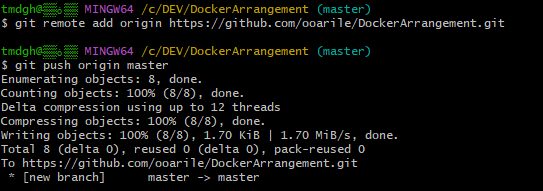 tmdgh@ MINGW64 /c/DEV/DockerArrangement (master)
$ git remote add origin https://github.com/ooarile/DockerArrangement.git
tmdgh@ MINGW64 /c/DEV/DockerArrangement (master)
$ git push origin master
Enumerating objects: 8, done.
Counting objects: 100% (8/8), done.
Delta compression using up to 12 threads
Compressing objects: 100% (8/8), done.
Writing objects: 100% (8/8), 1.70 KiB | 1.70 MiB/s, done.
Total 8 (delta 0), reused 0 (delta 0), pack-reused 0
To https://github.com/ooarile/DockerArrangement.git
 * [new branch]      master -> master